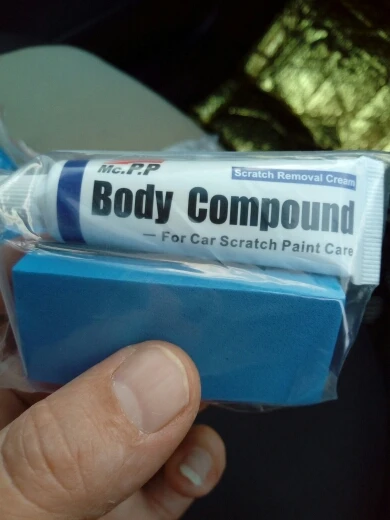 Mc.P.P
Scratch Removal Cream
Body Compound
— For Car Scratch Paint Care